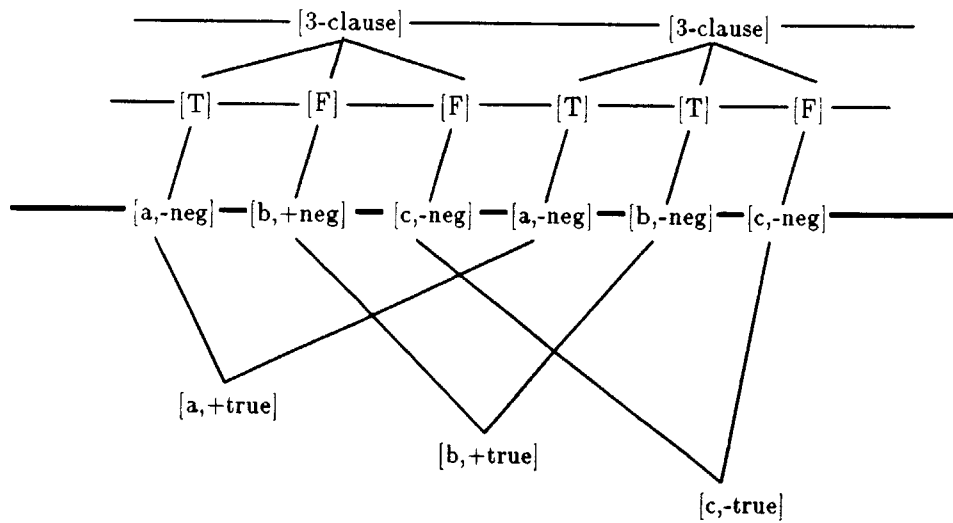 [3-clause] [3-clause]
[T] [F] [F] [T] [T] [F]
[a,-neg] [b,+neg] [c,-neg] [a,-neg] [b,-neg] [c,-neg]
[a,+true]
[b,+true]
[c,-true]